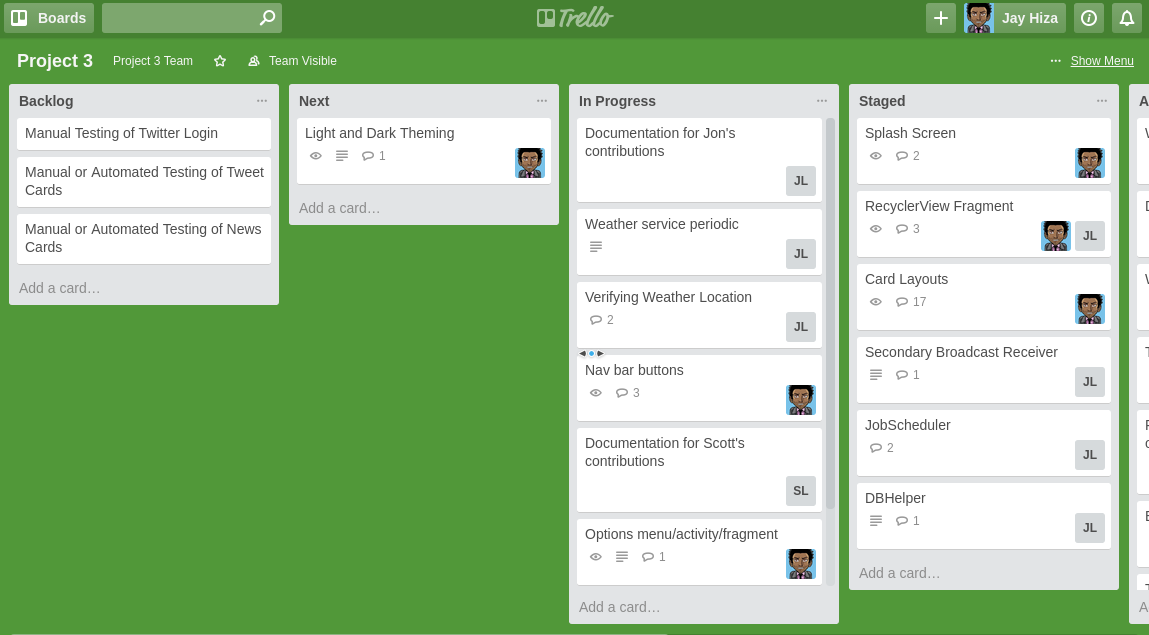 Boards
Trello
Jay Hiza
Project 3
Project 3 Team
Team Visible
Show Menu
Backlog
Manual Testing of Twitter Login
Manual or Automated Testing of Tweet
Cards
Manual or Automated Testing of News
Cards
Add a card…
Next
Light and Dark Theming
1
Add a card…
In Progress
Documentation for Jon's
contributions
JL
Weather service periodic
JL
Verifying Weather Location
2
JL
Nav bar buttons
3
Documentation for Scott's
contributions
SL
Options menu/activity/fragment
1
Add a card…
Staged
Splash Screen
2
RecyclerView Fragment
3
JL
Card Layouts
17
Secondary Broadcast Receiver
1
JL
JobScheduler
2
JL
DBHelper
1
JL
Add a card…